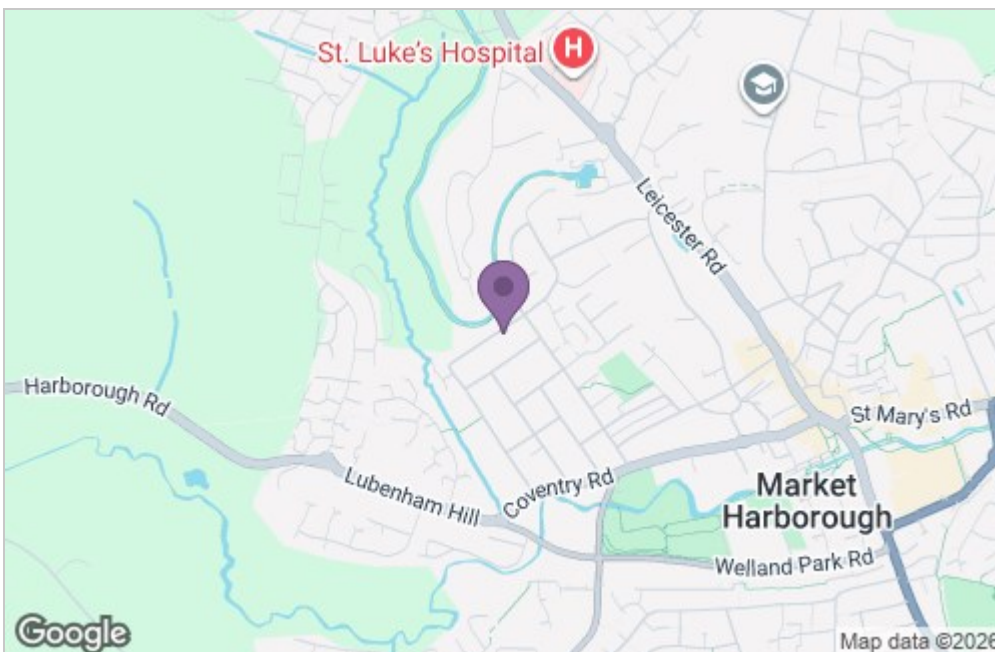 St. Luke's Hospital
H
Leicester Rd
Harborough Rd
St Mary's Rd
Lubenham Hill
Coventry Rd
Market
Harborough
Welland Park Rd
Google
Map data ©2026